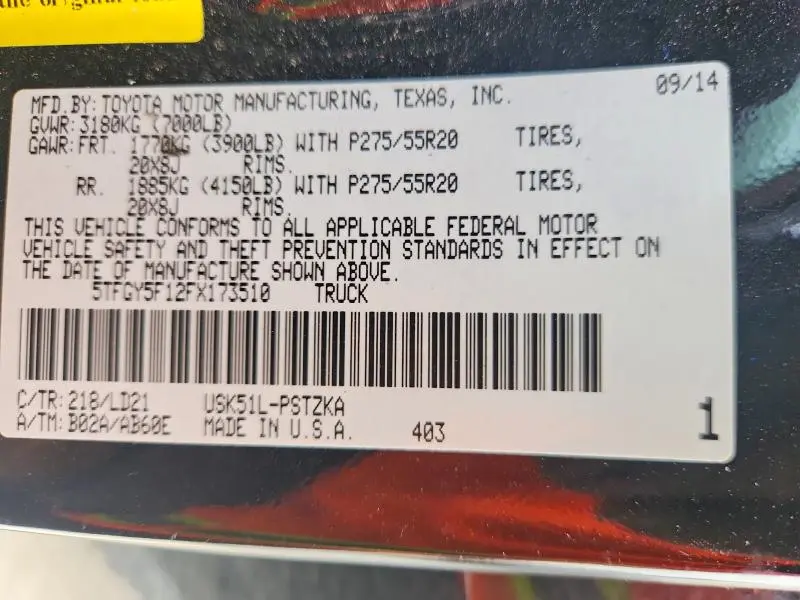 the original
MFD.BY: TOYOTA MOTOR MANUFACTURING, TEXAS, INC. 09/14
GVWR: 3180KG (7000LB)
GAWR: FRT. 1770KG (3900LB) WITH P275/55R20 TIRES,
20X8J RIMS.
RR. 1885KG (4150LB) WITH P275/55R20 TIRES,
20X8J RIMS.
THIS VEHICLE CONFORMS TO ALL APPLICABLE FEDERAL MOTOR
VEHICLE SAFETY AND THEFT PREVENTION STANDARDS IN EFFECT ON
THE DATE OF MANUFACTURE SHOWN ABOVE.
5TFGY5F12FX173510 TRUCK
C/TR: 218/LD21 USK51L-PSTZKA
A/TM: B02A/AB60E MADE IN U.S.A. 403 1